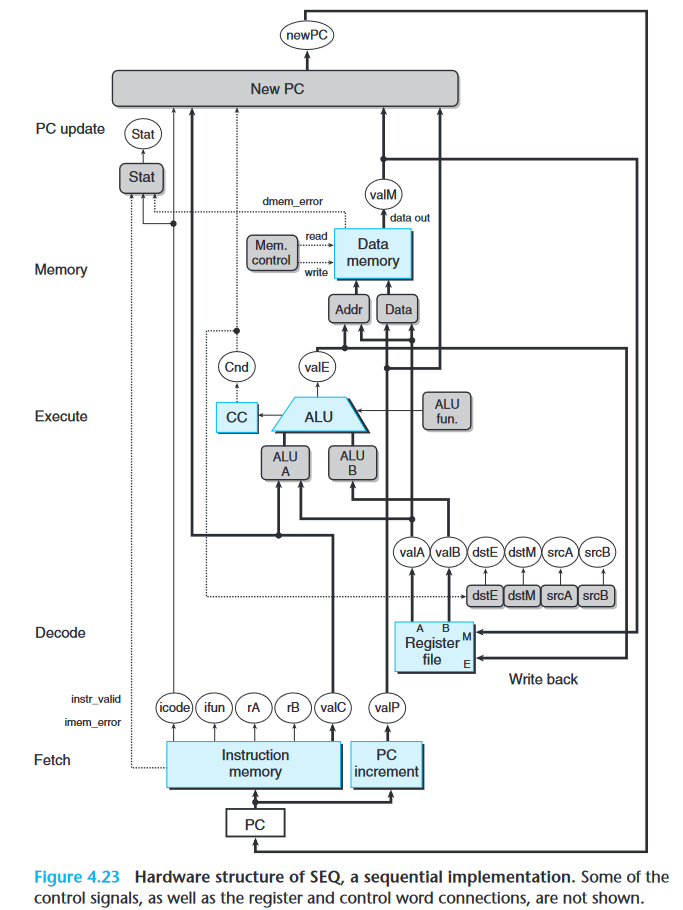 newPC
New PC
PC update
Stat
Stat
valM
dmem_error
data out
read
Mem.
control
Data
memory
write
Memory
Addr
Data
Cnd
valE
ALU
fun.
CC
ALU
Execute
ALU
A
ALU
B
valA
valB
dstE
dstM
srcA
srcB
dstE
dstM
srcA
srcB
Decode
A
B
M
Register
file
E
Write back
instr_valid
imem_error
icode
ifun
rA
rB
valC
valP
Fetch
Instruction
memory
PC
increment
PC
Figure 4.23 Hardware structure of SEQ, a sequential implementation. Some of the
control signals, as well as the register and control word connections, are not shown.